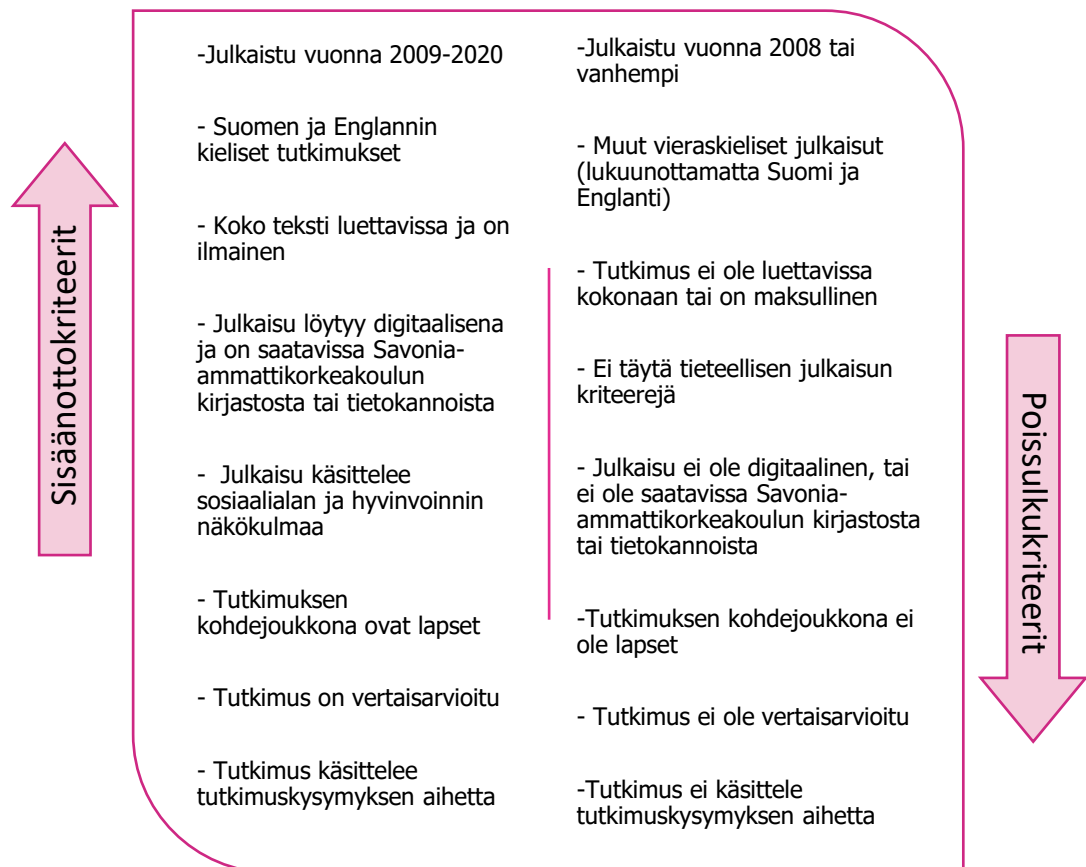 Sisäänottokriteerit
-Julkaistu vuonna 2009-2020
- Suomen ja Englannin
kieliset tutkimukset
- Koko teksti luettavissa ja on
ilmainen
- Julkaisu löytyy digitaalisena
ja on saatavissa Savonia-
ammattikorkeakoulun
kirjastosta tai tietokannoista
- Julkaisu käsittelee
sosiaalialan ja hyvinvoinnin
näkökulmaa
- Tutkimuksen
kohdejoukkona ovat lapset
- Tutkimus on vertaisarvioitu
- Tutkimus käsittelee
tutkimuskysymyksen aihetta
-Julkaistu vuonna 2008 tai
vanhempi
- Muut vieraskieliset julkaisut
(lukuunottamatta Suomi ja
Englanti)
- Tutkimus ei ole luettavissa
kokonaan tai on maksullinen
- Ei täytä tieteellisen julkaisun
kriteerejä
- Julkaisu ei ole digitaalinen, tai
ei ole saatavissa Savonia-
ammattikorkeakoulun kirjastosta
tai tietokannoista
-Tutkimuksen kohdejoukkona ei
ole lapset
- Tutkimus ei ole vertaisarvioitu
-Tutkimus ei käsittele
tutkimuskysymyksen aihetta
Poissulkukriteerit